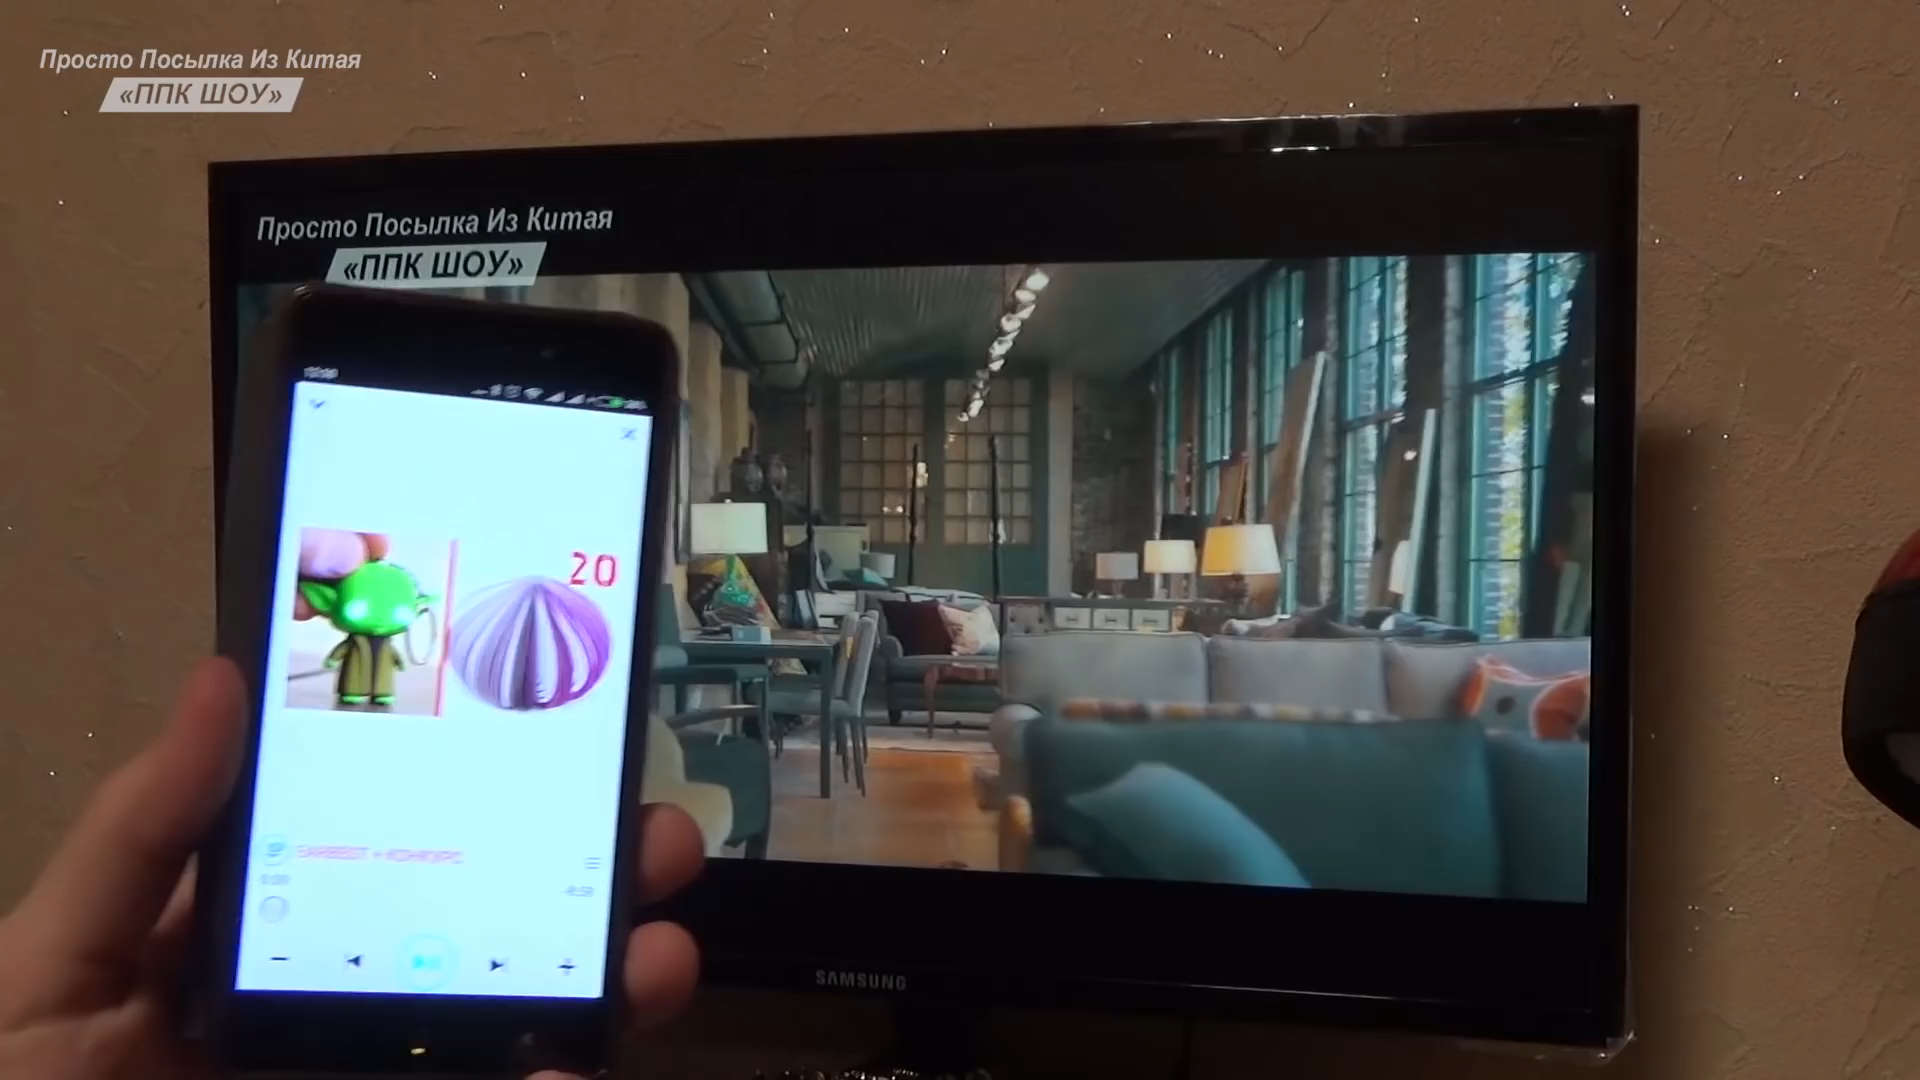 Просто Посылка Из Китая
«ППК ШОУ»
Просто Посылка Из Китая
«ППК ШОУ»
20
SAMSUNG